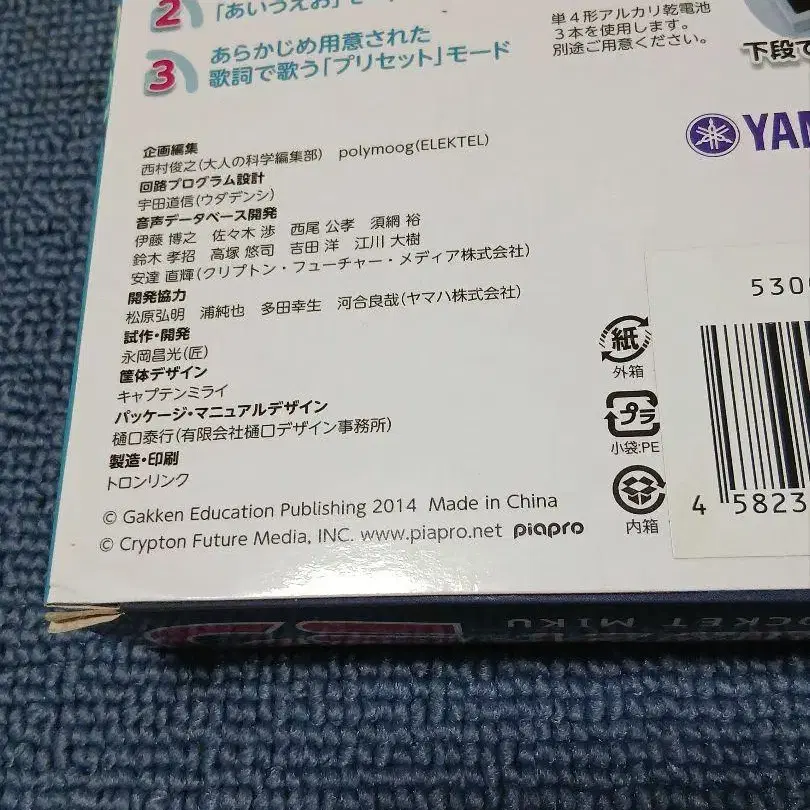 2
「あいうえお」モード
3
あらかじめ用意された
歌詞で歌う「プリセット」モード
単4形アルカリ乾電池
3本を使用します。
別途ご用意ください。
下段で
YAM
企画編集
西村俊之(大人の科学編集部) polymoog(ELEKTEL)
回路プログラム設計
宇田道信(ウダデンシ)
音声データベース開発
伊藤 博之 佐々木 渉 西尾 公孝 須網 裕
鈴木 孝招 高塚 悠司 吉田 洋 江川 大樹
安達 直輝(クリプトン・フューチャー・メディア株式会社)
開発協力
松原弘明 浦純也 多田幸生 河合良哉(ヤマハ株式会社)
試作・開発
永岡昌光(匠)
筐体デザイン
キャプテンミライ
パッケージ・マニュアルデザイン
樋口泰行(有限会社樋口デザイン事務所)
製造・印刷
トロンリンク
© Gakken Education Publishing 2014 Made in China
© Crypton Future Media, INC. www.piapro.net piapro
紙
外箱
プラ
小袋:PE
内箱
530
4 5823
POCKET MIKU